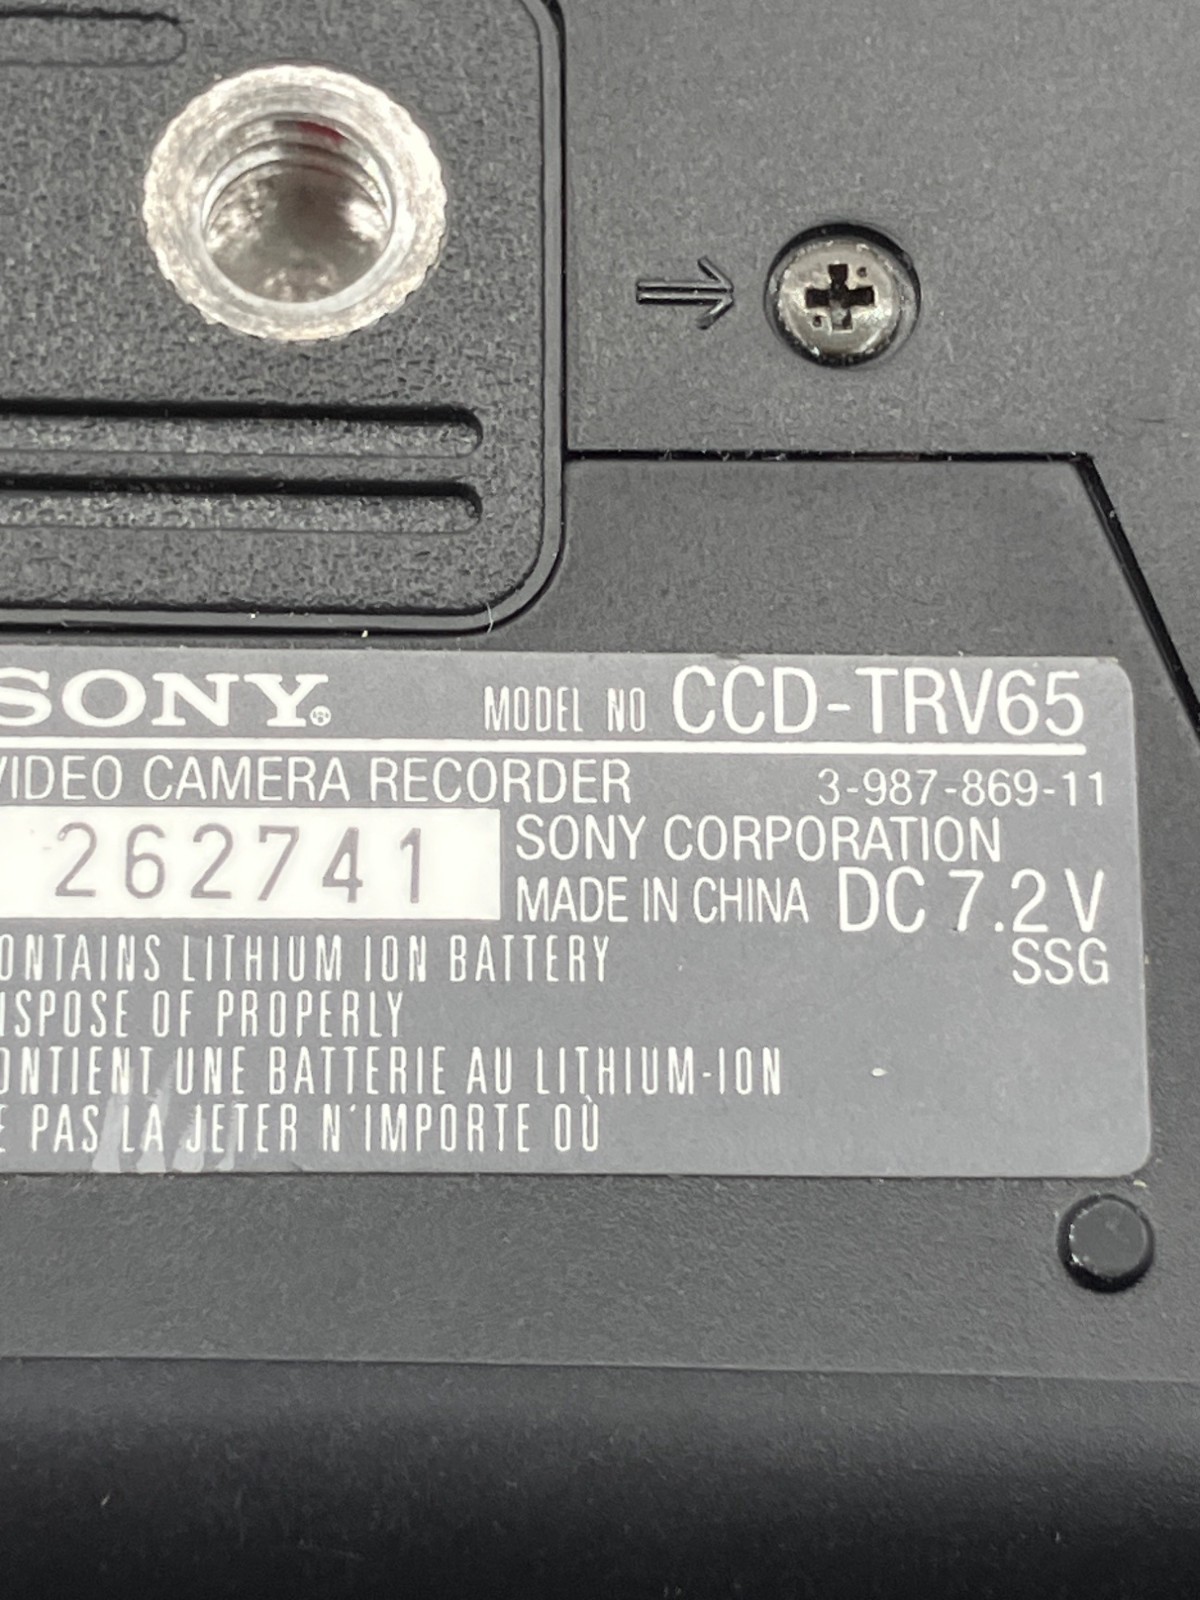 SONY® MODEL NO CCD-TRV65
VIDEO CAMERA RECORDER 3-987-869-11
262741 SONY CORPORATION
MADE IN CHINA DC 7.2 V
SSG
ONTAINS LITHIUM ION BATTERY
ISPOSE OF PROPERLY
ONTIENT UNE BATTERIE AU LITHIUM-ION
E PAS LA JETER N'IMPORTE OÙ